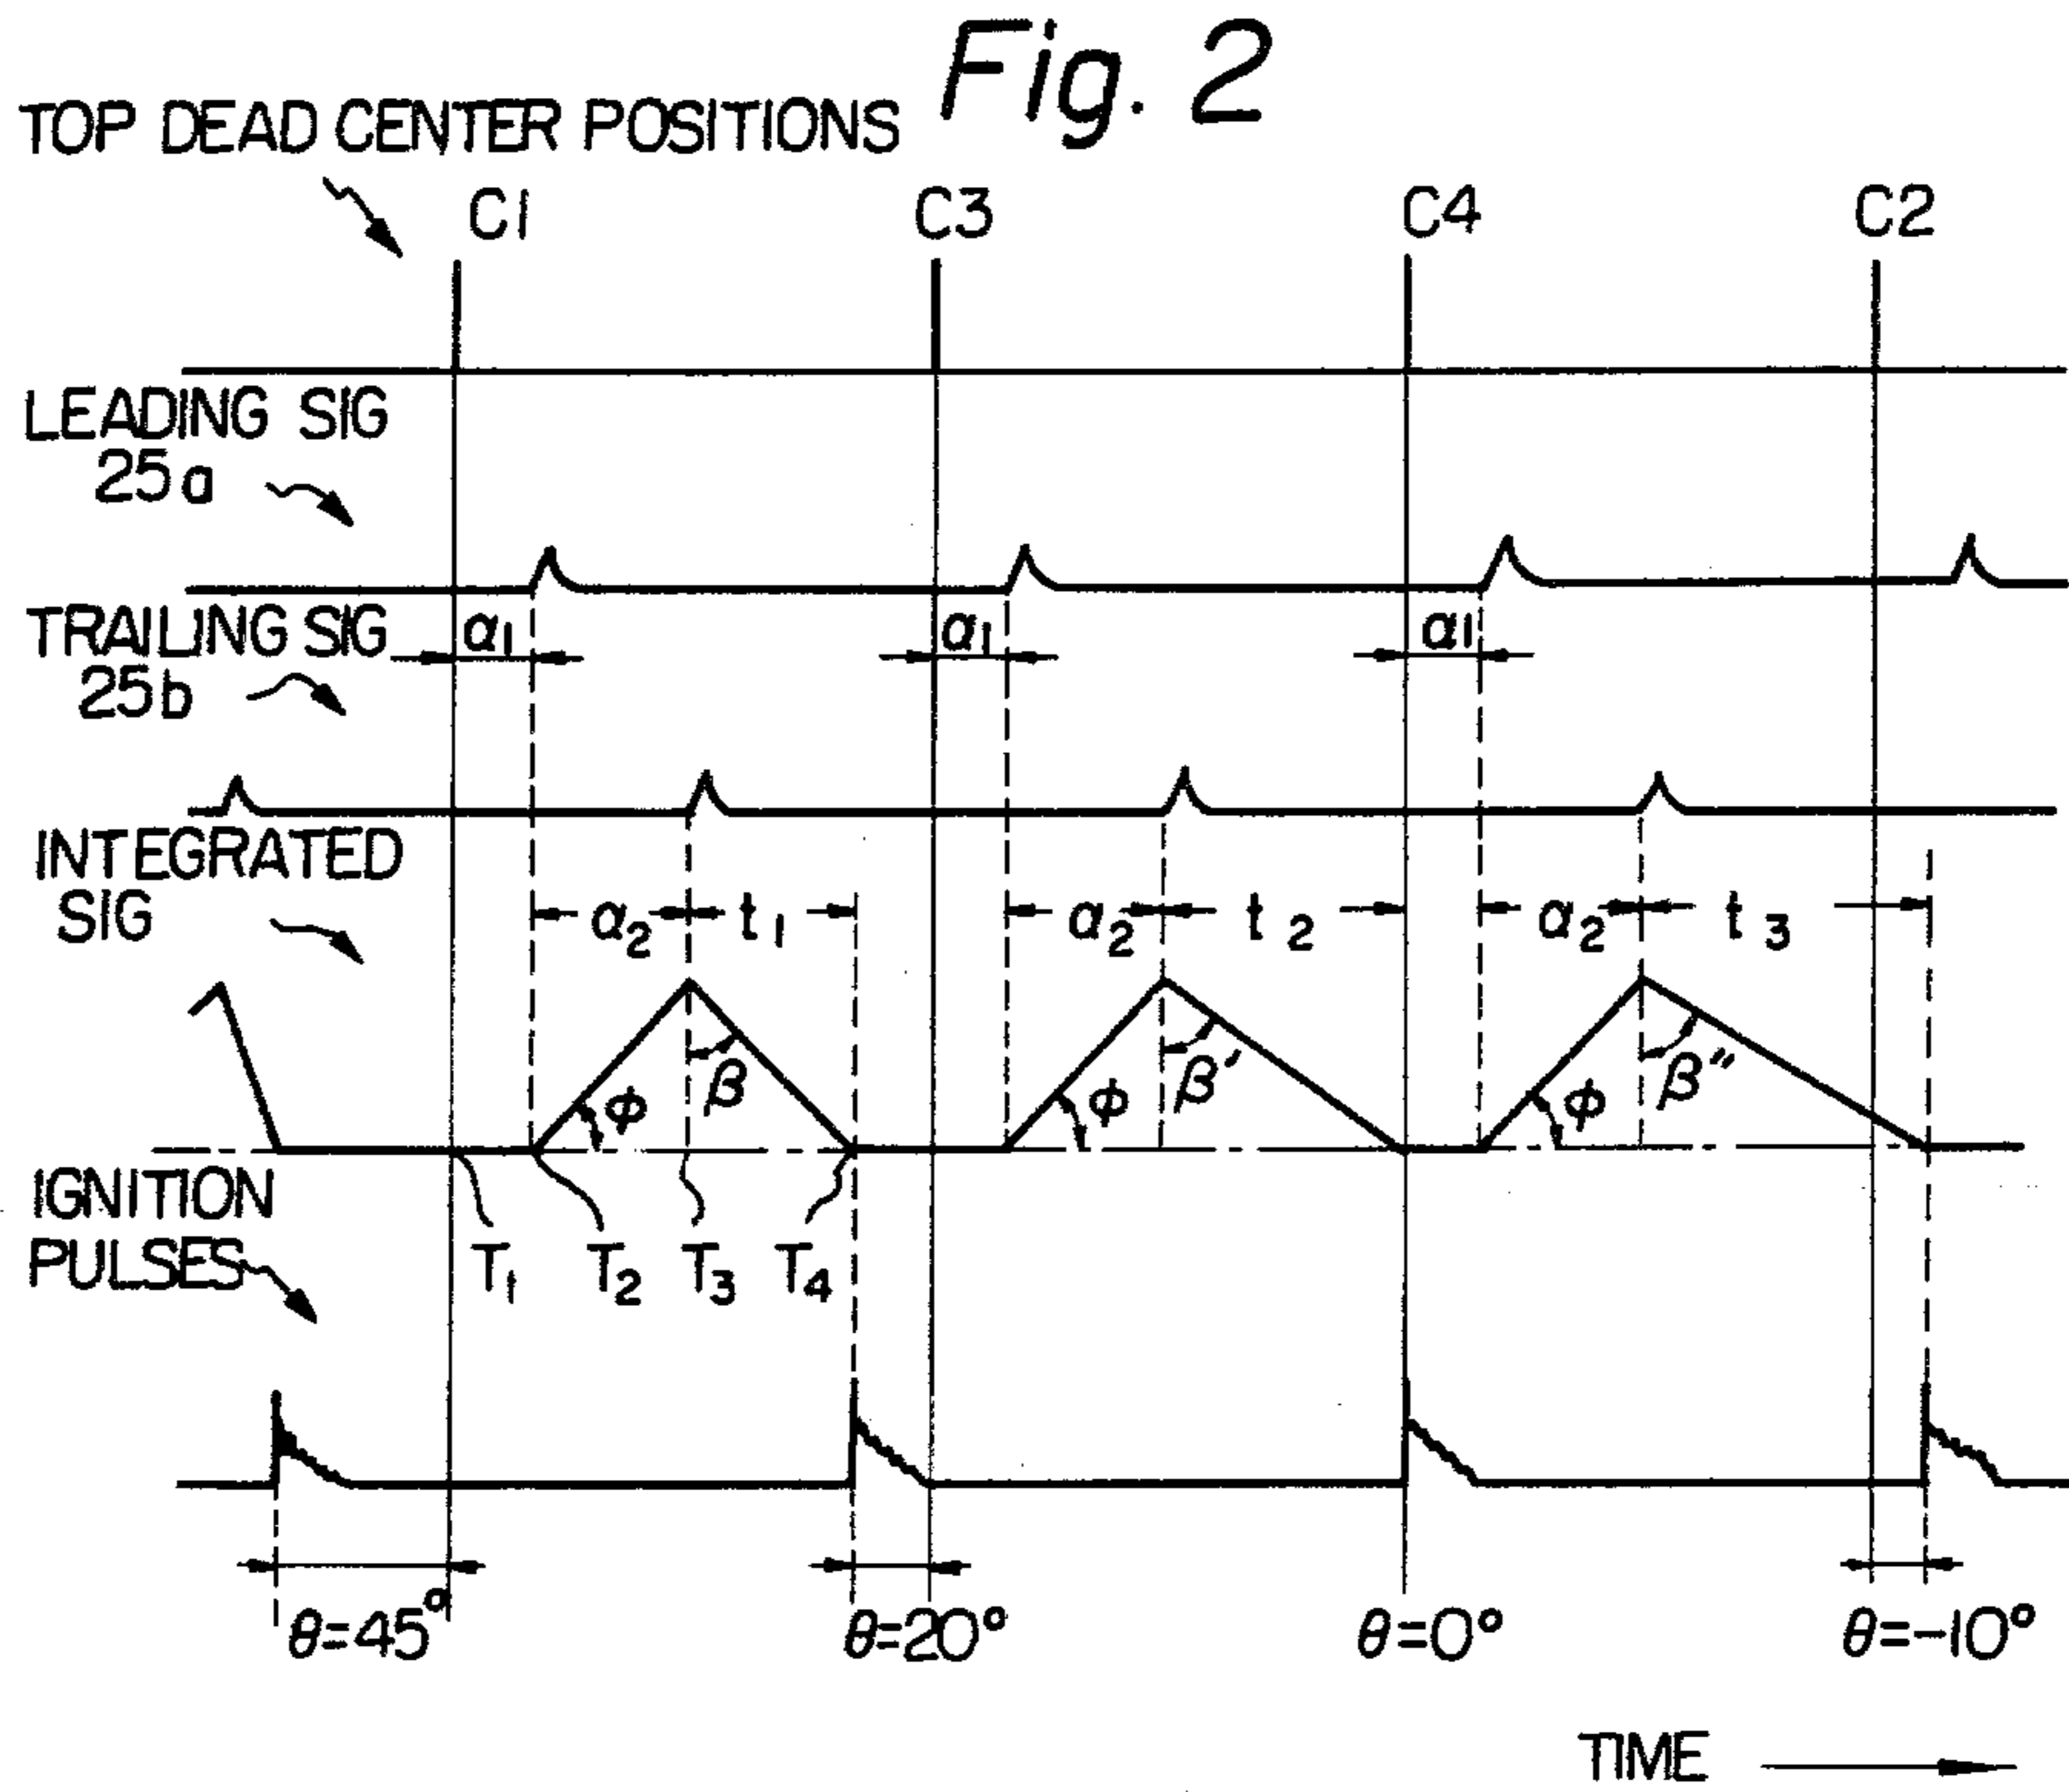 Fig. 2
TOP DEAD CENTER POSITIONS
C1 C3 C4 C2
LEADING SIG
25a
TRAILING SIG
25b
α1 α1 α1
INTEGRATED
SIG
α2 t1 α2 t2 α2 t3
ϕ β ϕ β' ϕ β"
IGNITION
PULSES
T1 T2 T3 T4
θ=45° θ=20° θ=0° θ=-10°
TIME